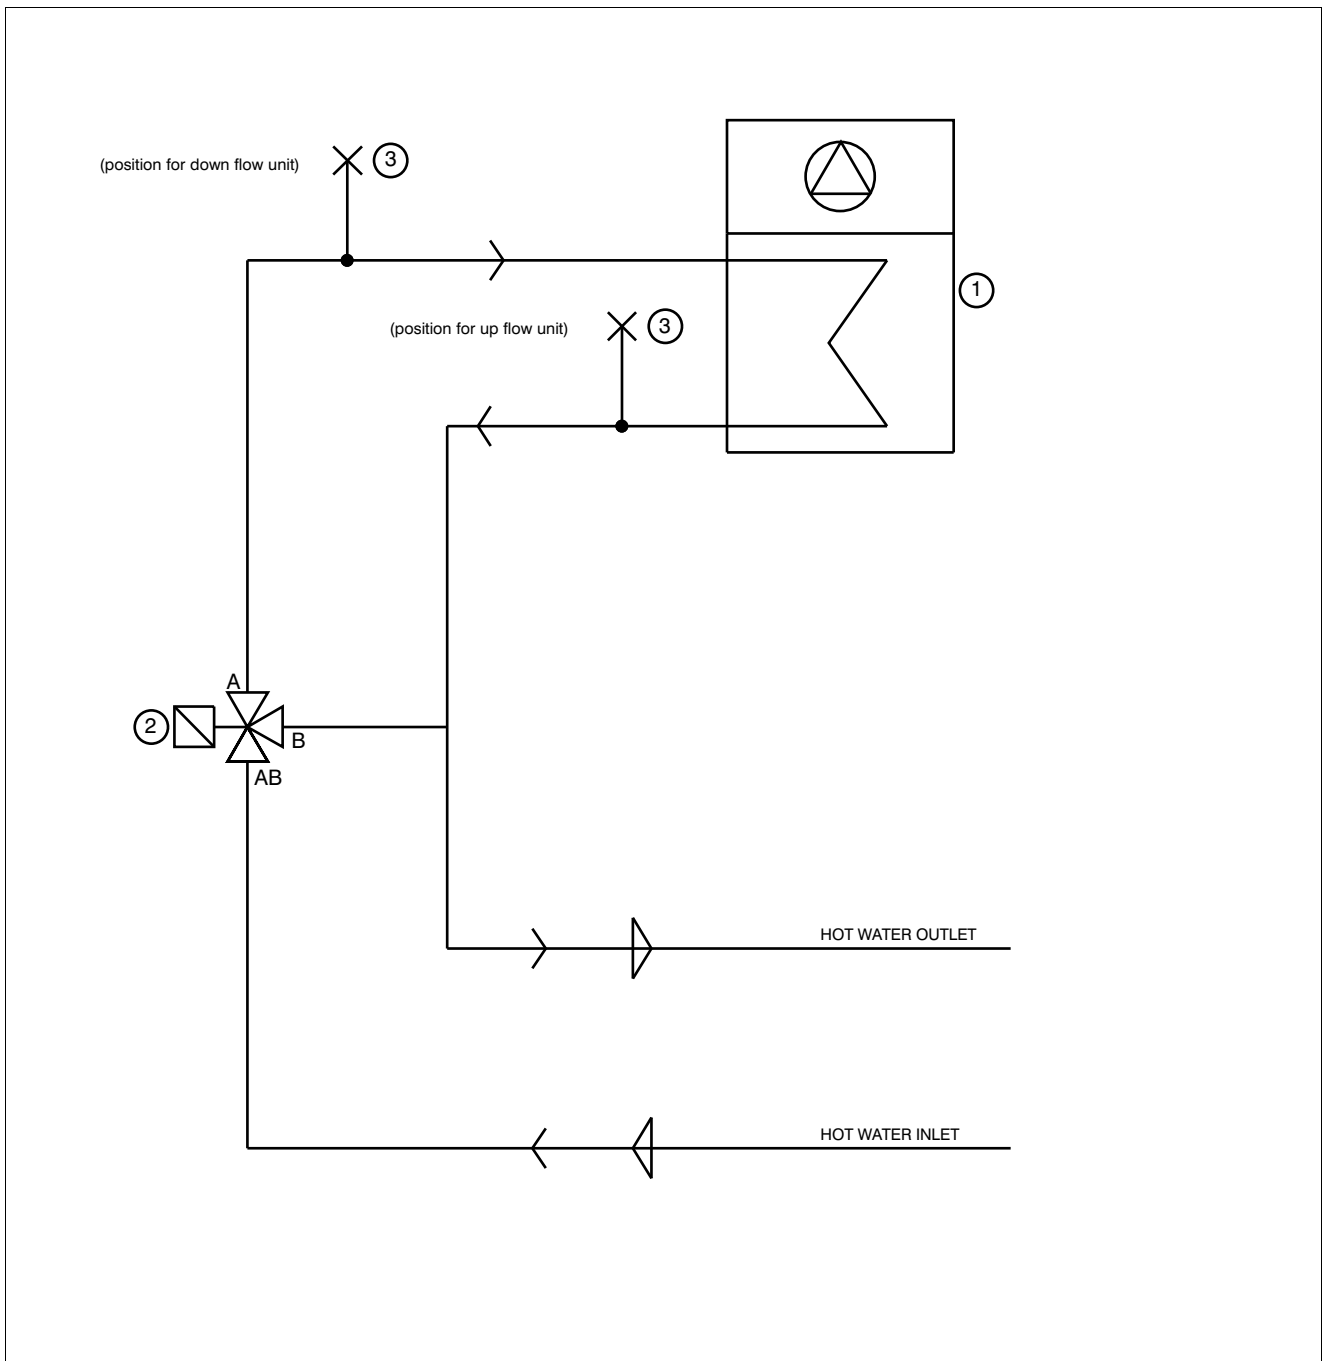 (position for down flow unit)
3
1
(position for up flow unit)
3
A
2
B
AB
HOT WATER OUTLET
HOT WATER INLET